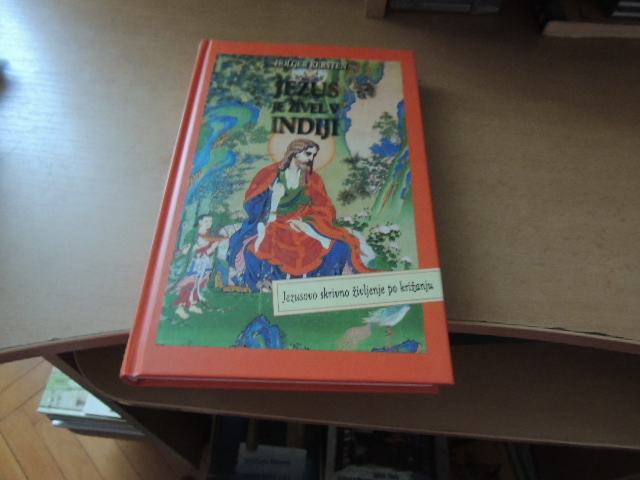 HOLGER KERSTEN
JEZUS
JE ŽIVEL V
INDIJI
Jezusovo skrivno življenje po križanju